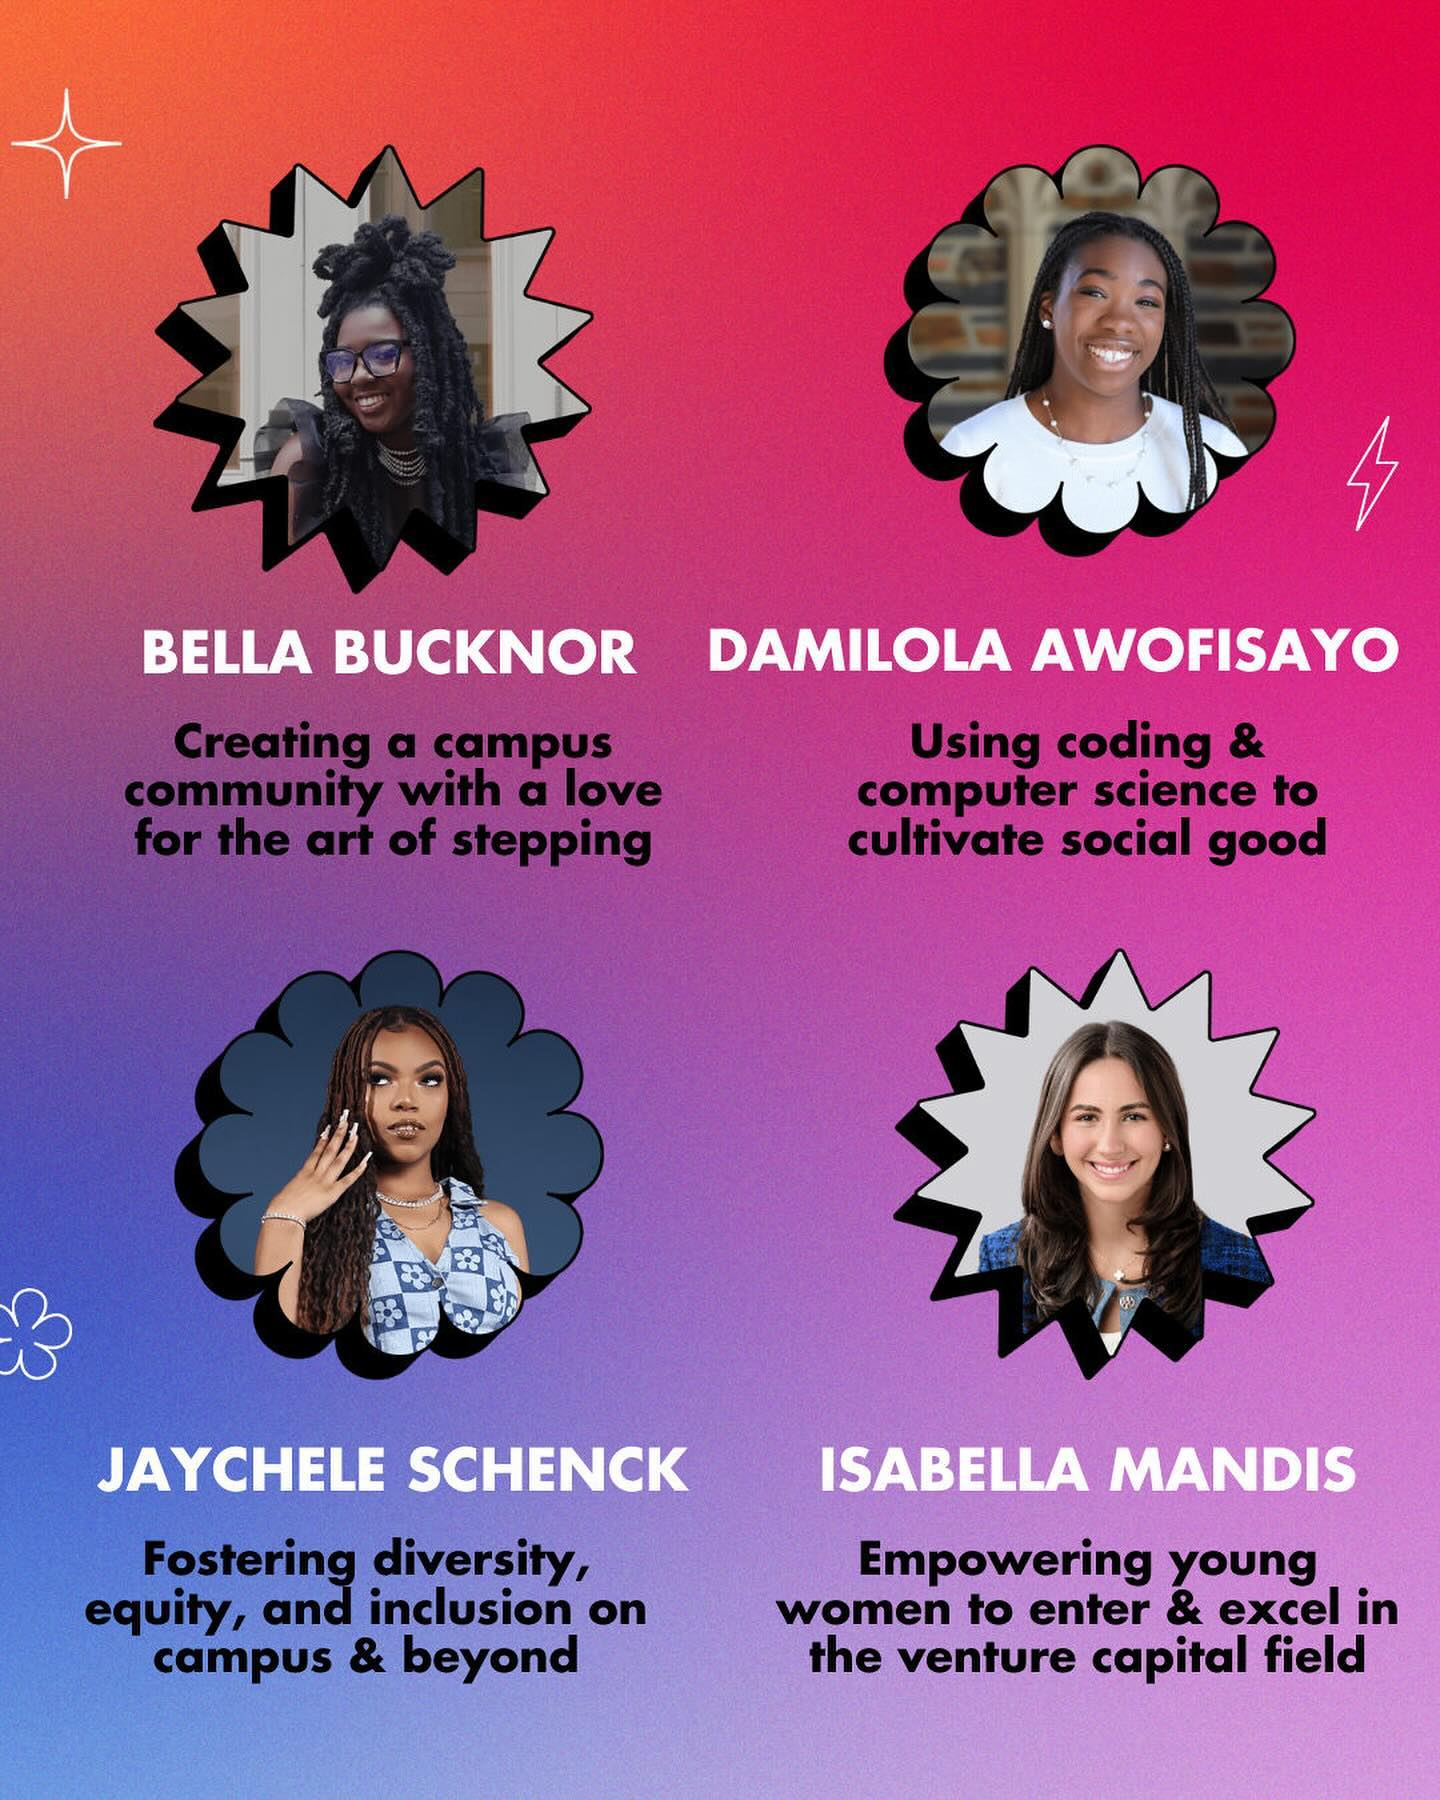 BELLA BUCKNOR
Creating a campus
community with a love
for the art of stepping
DAMILOLA AWOFISAYO
Using coding &
computer science to
cultivate social good
JAYCHELE SCHENCK
Fostering diversity,
equity, and inclusion on
campus & beyond
ISABELLA MANDIS
Empowering young
women to enter & excel in
the venture capital field